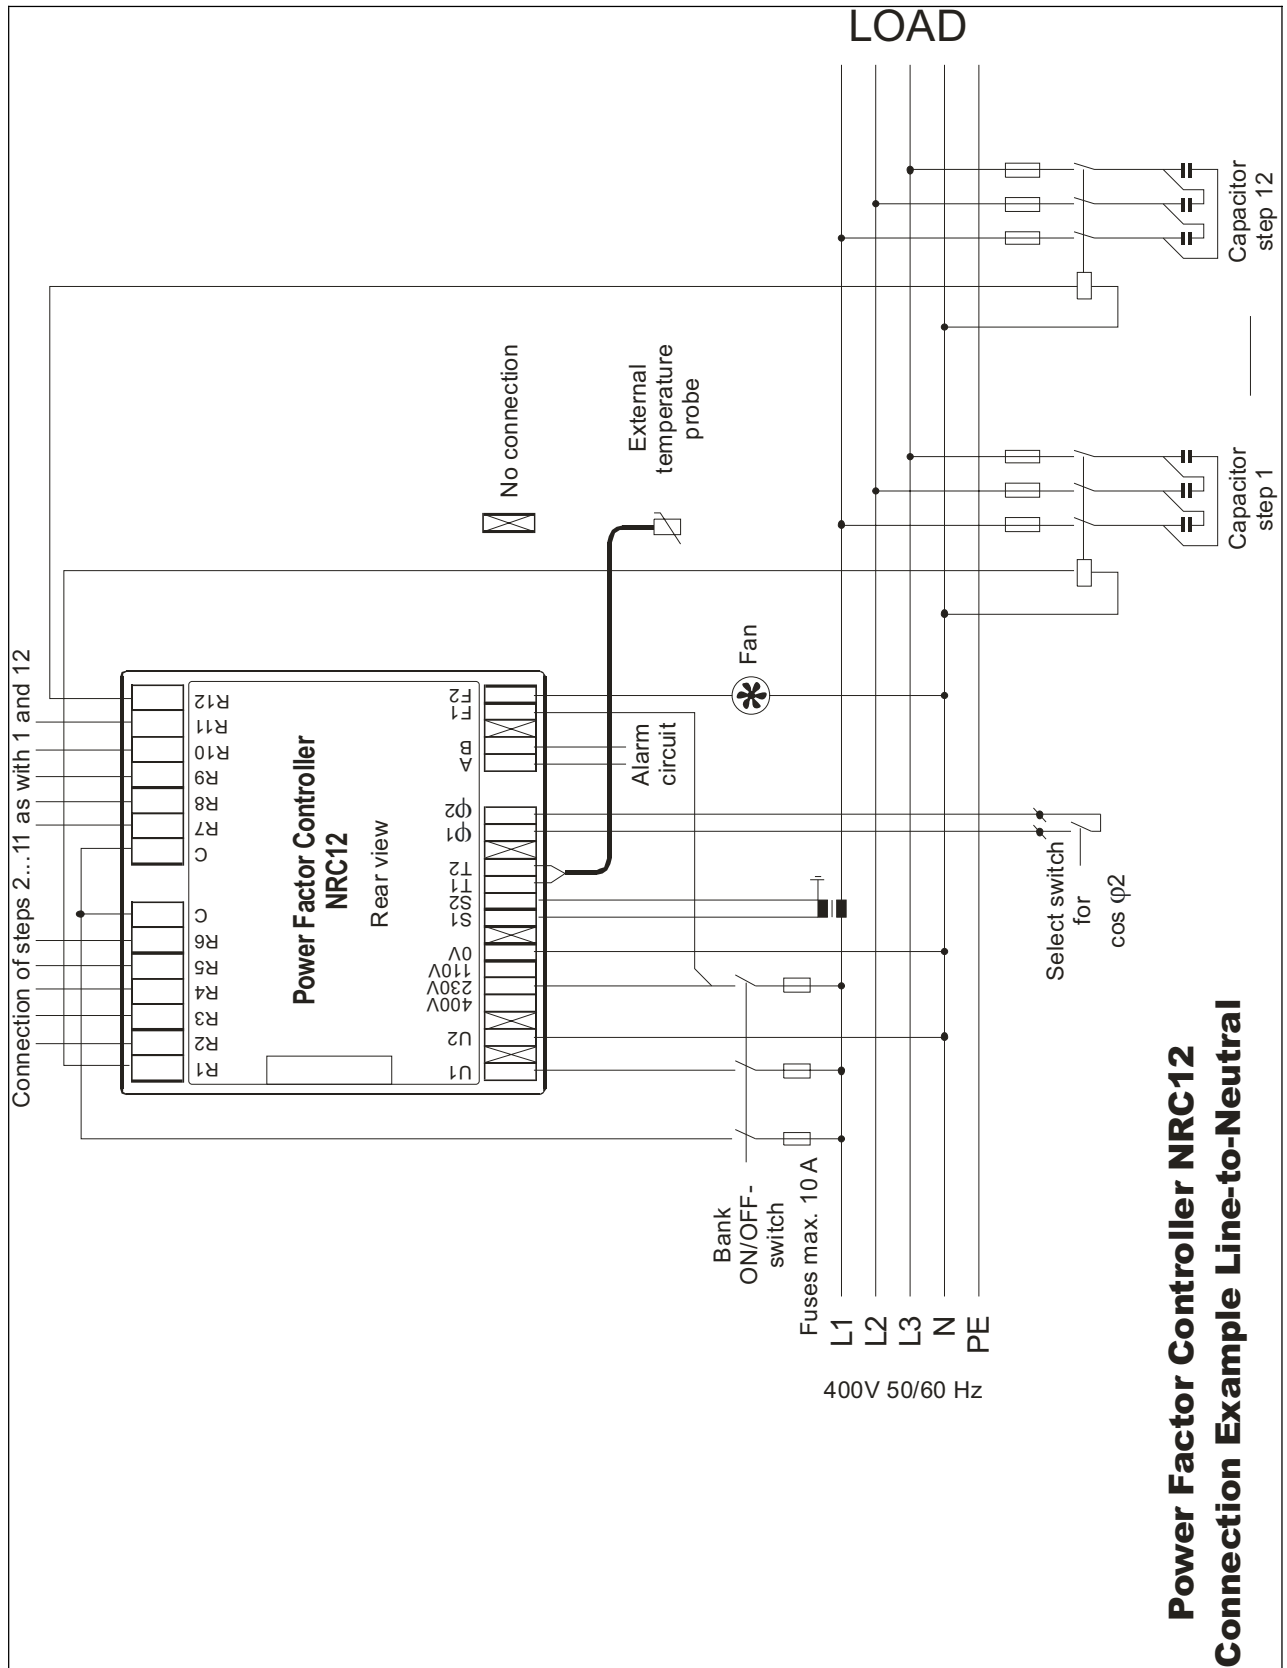 LOAD
Connection of steps 2...11 as with 1 and 12
R1
R2
R3
R4
R5
R6
C
C
R7
R8
R9
R10
R11
R12
Power Factor Controller
NRC12
Rear view
U1
U2
400V
230V
110V
0V
S1
S2
T1
T2
φ1
φ2
A
B
F1
F2
No connection
External
temperature
probe
Alarm
circuit
Fan
Bank
ON/OFF-
switch
Fuses max. 10 A
L1
L2
L3
N
PE
400V 50/60 Hz
Select switch
for
cos φ2
Capacitor
step 1
Capacitor
step 12
Power Factor Controller NRC12
Connection Example Line-to-Neutral